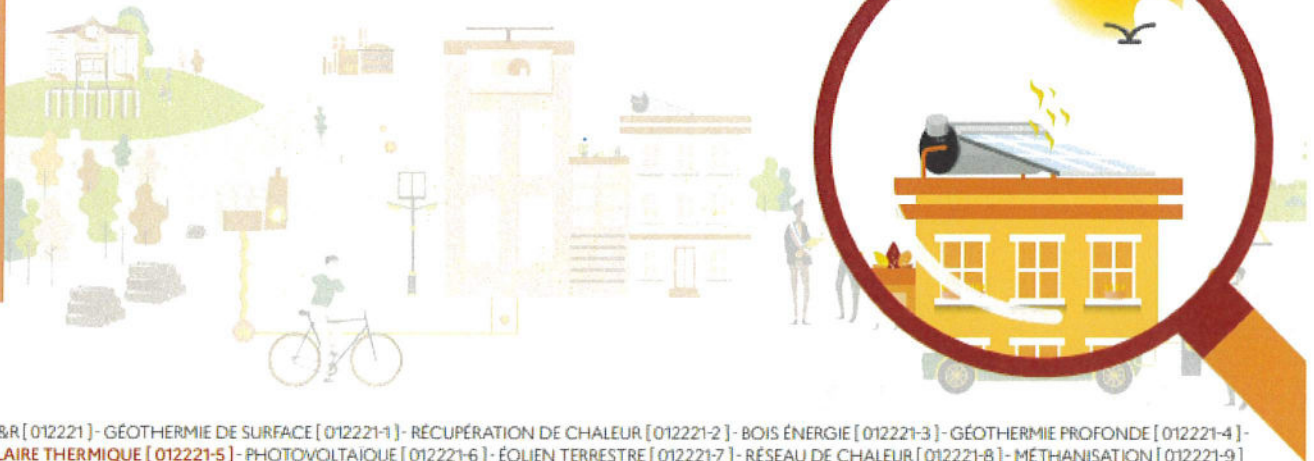 &R [ 012221 ] - GÉOTHERMIE DE SURFACE [ 012221-1 ] - RÉCUPÉRATION DE CHALEUR [ 012221-2 ] - BOIS ÉNERGIE [ 012221-3 ] - GÉOTHERMIE PROFONDE [ 012221-4 ] -
LAIRE THERMIQUE [ 012221-5 ] - PHOTOVOLTAÏQUE [ 012221-6 ] - ÉOLIEN TERRESTRE [ 012221-7 ] - RÉSEAU DE CHALEUR [ 012221-8 ] - MÉTHANISATION [ 012221-9 ]